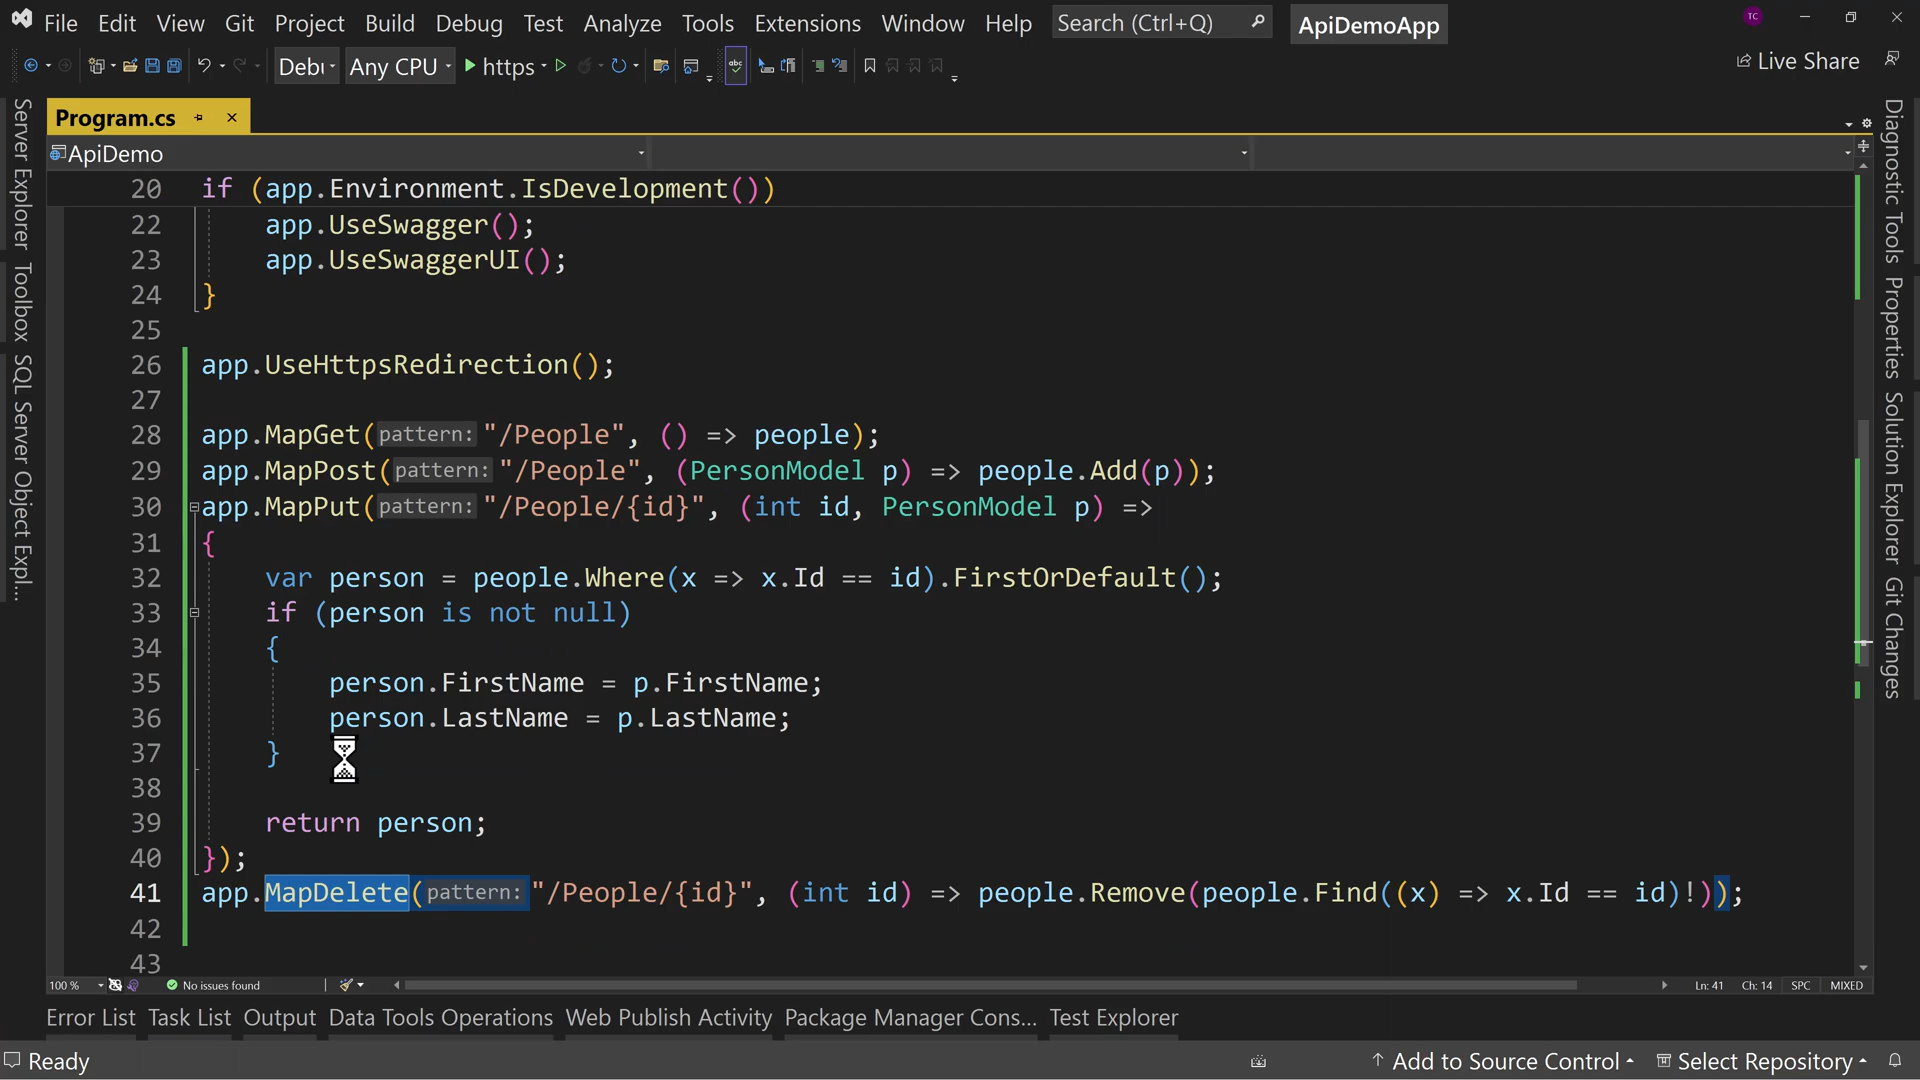 File Edit View Git Project Build Debug Test Analyze Tools Extensions Window Help Search (Ctrl+Q) ApiDemoApp TC
Any CPU https abc Live Share
Program.cs
ApiDemo
20 if (app.Environment.IsDevelopment())
22 app.UseSwagger();
23 app.UseSwaggerUI();
24 }
25
26 app.UseHttpsRedirection();
27
28 app.MapGet(pattern: "/People", () => people);
29 app.MapPost(pattern: "/People", (PersonModel p) => people.Add(p));
30 app.MapPut(pattern: "/People/{id}", (int id, PersonModel p) =>
31 {
32 var person = people.Where(x => x.Id == id).FirstOrDefault();
33 if (person is not null)
34 {
35 person.FirstName = p.FirstName;
36 person.LastName = p.LastName;
37 }
38
39 return person;
40 });
41 app.MapDelete(pattern: "/People/{id}", (int id) => people.Remove(people.Find((x) => x.Id == id)!));
42
43
100 % No issues found Ln: 41 Ch: 14 SPC MIXED
Error List Task List Output Data Tools Operations Web Publish Activity Package Manager Cons... Test Explorer
Ready Add to Source Control Select Repository
Server Explorer
Toolbox
SQL Server Object Expl...
Diagnostic Tools
Properties
Solution Explorer
Git Changes